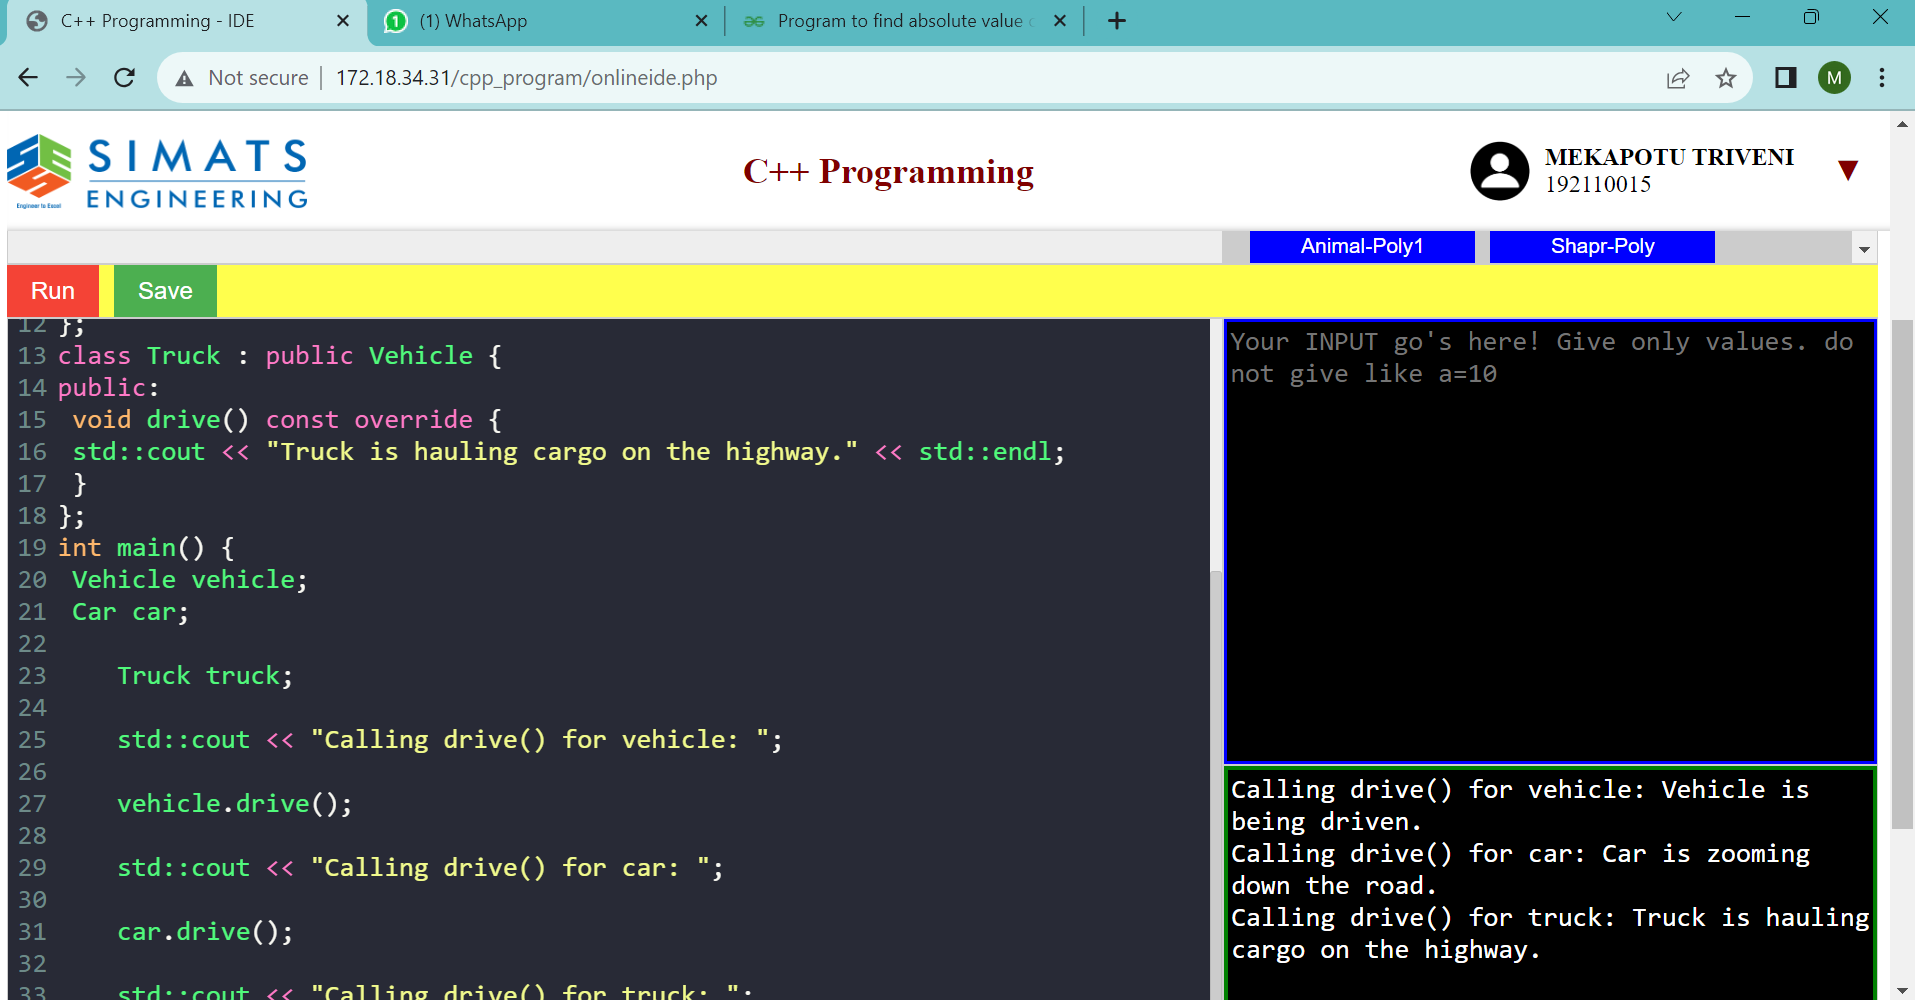 C++ Programming - IDE
(1) WhatsApp
Program to find absolute value
Not secure
172.18.34.31/cpp_program/onlineide.php
M
SIMATS
ENGINEERING
Engineer to Excel
C++ Programming
MEKAPOTU TRIVENI
192110015
Animal-Poly1
Shapr-Poly
Run
Save
12 };
13 class Truck : public Vehicle {
14 public:
15 void drive() const override {
16 std::cout << "Truck is hauling cargo on the highway." << std::endl;
17 }
18 };
19 int main() {
20 Vehicle vehicle;
21 Car car;
22
23 Truck truck;
24
25 std::cout << "Calling drive() for vehicle: ";
26
27 vehicle.drive();
28
29 std::cout << "Calling drive() for car: ";
30
31 car.drive();
32
33 std::cout << "Calling drive() for truck: ";
Your INPUT go's here! Give only values. do
not give like a=10
Calling drive() for vehicle: Vehicle is
being driven.
Calling drive() for car: Car is zooming
down the road.
Calling drive() for truck: Truck is hauling
cargo on the highway.